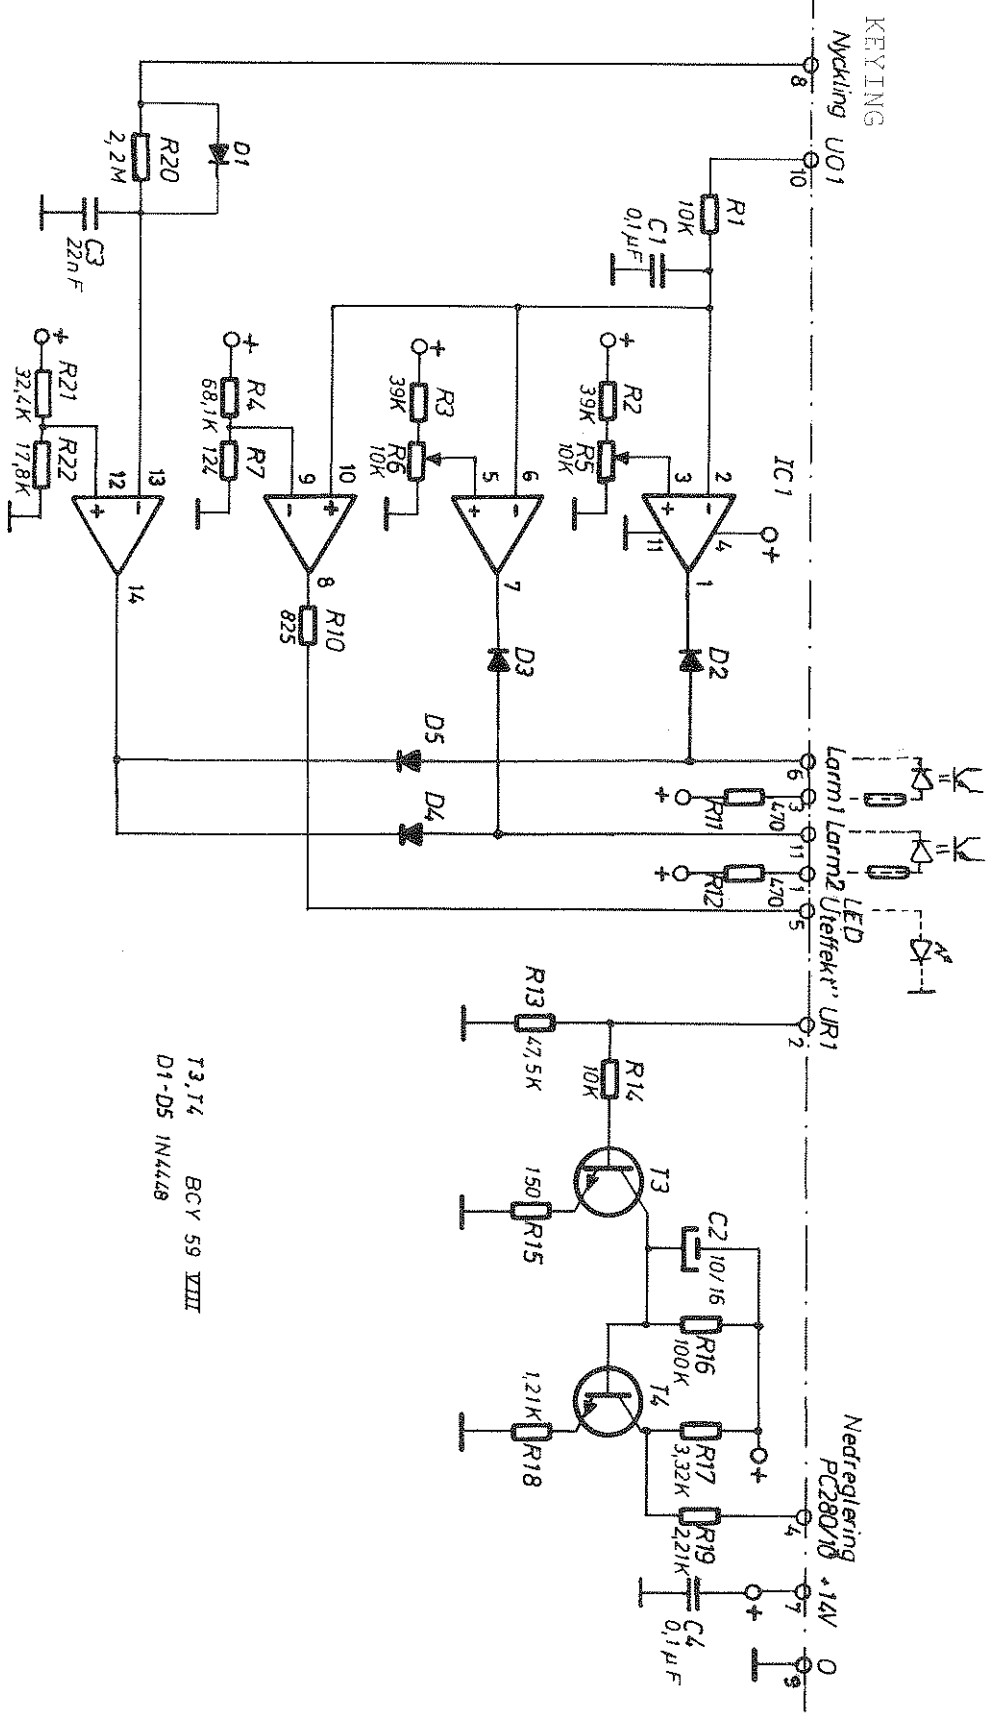 KEYING
Nyckling
8
UO1
10
R1
10K
C1
0,1µF
D1
R20
2,2M
C3
22nF
IC1
+
R2
39K
R5
10K
2
3
-
+
4
11
+
1
D2
+
R3
39K
R6
10K
6
5
-
+
7
D3
+
R4
68,1K
R7
124
10
9
+
-
8
R10
825
+
R21
32,4K
R22
17,8K
13
12
-
+
14
D5
D4
Larm1
6
3
470
R11
+
Larm2
11
1
470
R12
+
LED
Uteffekt"
5
UR1
2
R13
47,5K
R14
10K
T3
150
R15
C2
10/16
R16
100K
T4
1,21K
R18
R17
3,32K
+
R19
2,21K
Nedreglering
PC280/10
4
+14V
7
+
C4
0,1µF
0
9
T3,T4 BCY 59 VIII
D1-D5 1N4448